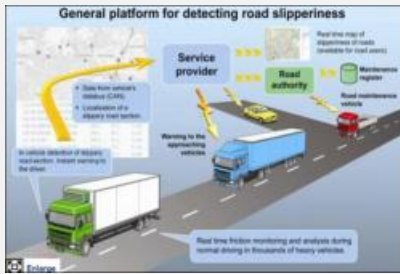 General platform for detecting road slipperiness
Service
provider
Real time map of
slipperiness of roads
(available for road users)
Road
authority
Maintenance
register
Data from vehicle's
databus (CAN)
Localization of a
slippery road section
Road maintenance
vehicle
Warning to the
approaching
vehicles
In-vehicle detection of slippery
road section. Instant warning to
the driver.
Real time friction monitoring and analysis during
normal driving in thousands of heavy vehicles.
Enlarge